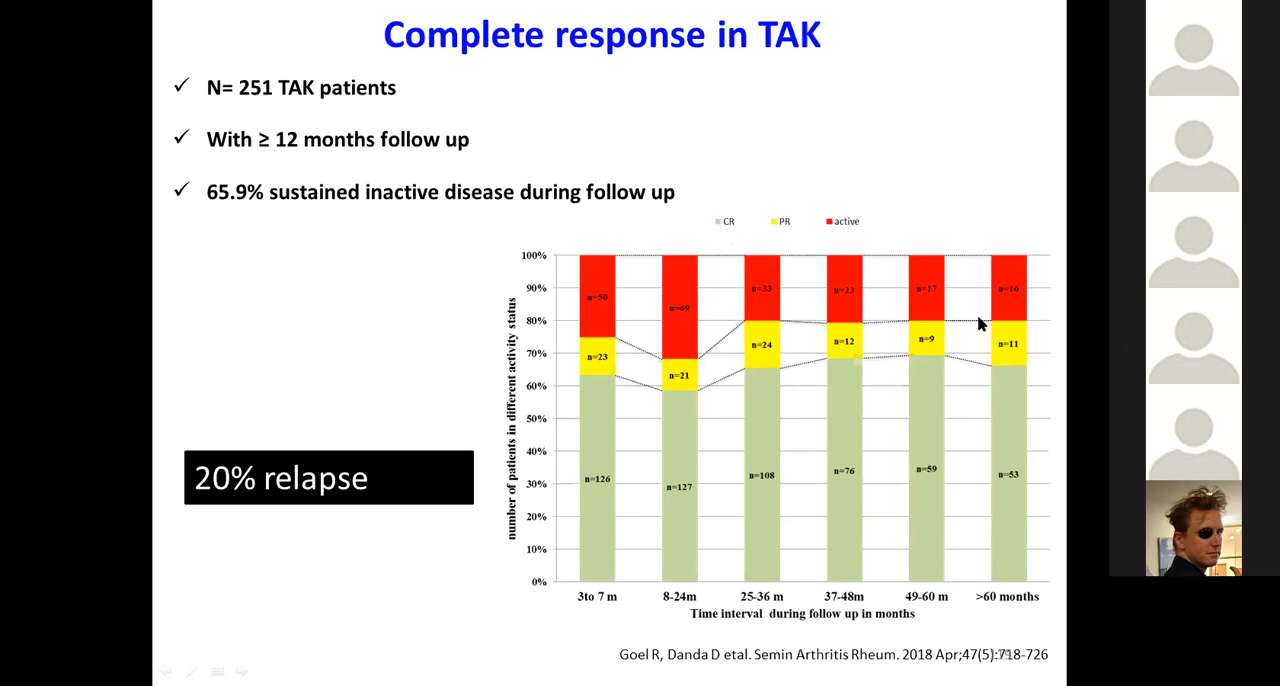 Complete response in TAK
✓ N= 251 TAK patients
✓ With ≥ 12 months follow up
✓ 65.9% sustained inactive disease during follow up
CR PR active
100%
90%
80%
70%
60%
50%
40%
30%
20%
10%
0%
number of patients in different activity status
n=50 n=69 n=33 n=23 n=17 n=16
n=23 n=21 n=24 n=12 n=9 n=11
n=126 n=127 n=108 n=76 n=59 n=53
3to 7 m 8-24m 25-36 m 37-48m 49-60 m >60 months
Time interval during follow up in months
20% relapse
Goel R, Danda D etal. Semin Arthritis Rheum. 2018 Apr;47(5):718-726